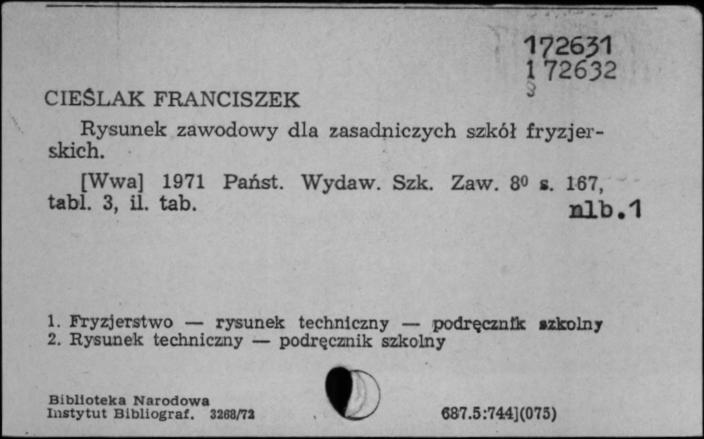 172631
172632
CIEŚLAK FRANCISZEK
Rysunek zawodowy dla zasadniczych szkół fryzjer-
skich.
[Wwa] 1971 Państ. Wydaw. Szk. Zaw. 8⁰ s. 167,
tabl. 3, il. tab.
nlb.1
1. Fryzjerstwo — rysunek techniczny — podręcznik szkolny
2. Rysunek techniczny — podręcznik szkolny
Biblioteka Narodowa
Instytut Bibliograf. 3268/72
687.5:744](075)